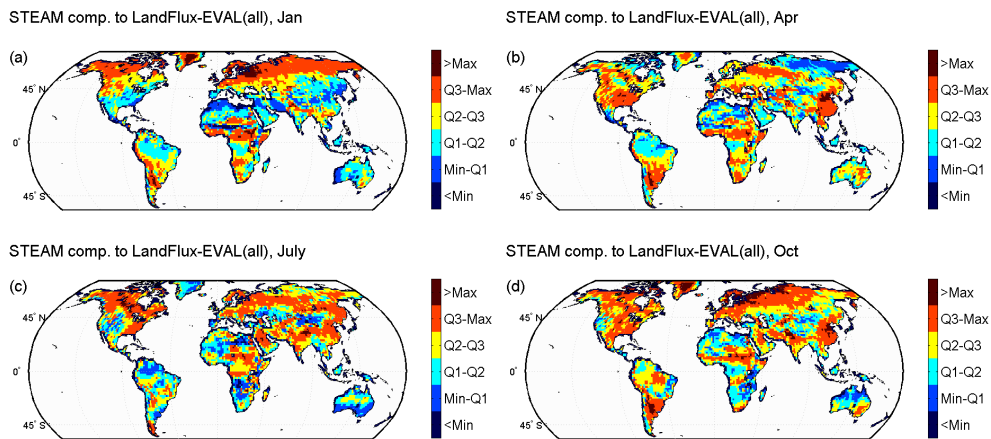 STEAM comp. to LandFlux-EVAL(all), Jan
(a)
45° N
0°
45° S
>Max
Q3-Max
Q2-Q3
Q1-Q2
Min-Q1
<Min
STEAM comp. to LandFlux-EVAL(all), Apr
(b)
45° N
0°
45° S
>Max
Q3-Max
Q2-Q3
Q1-Q2
Min-Q1
<Min
STEAM comp. to LandFlux-EVAL(all), July
(c)
45° N
0°
45° S
>Max
Q3-Max
Q2-Q3
Q1-Q2
Min-Q1
<Min
STEAM comp. to LandFlux-EVAL(all), Oct
(d)
45° N
0°
45° S
>Max
Q3-Max
Q2-Q3
Q1-Q2
Min-Q1
<Min